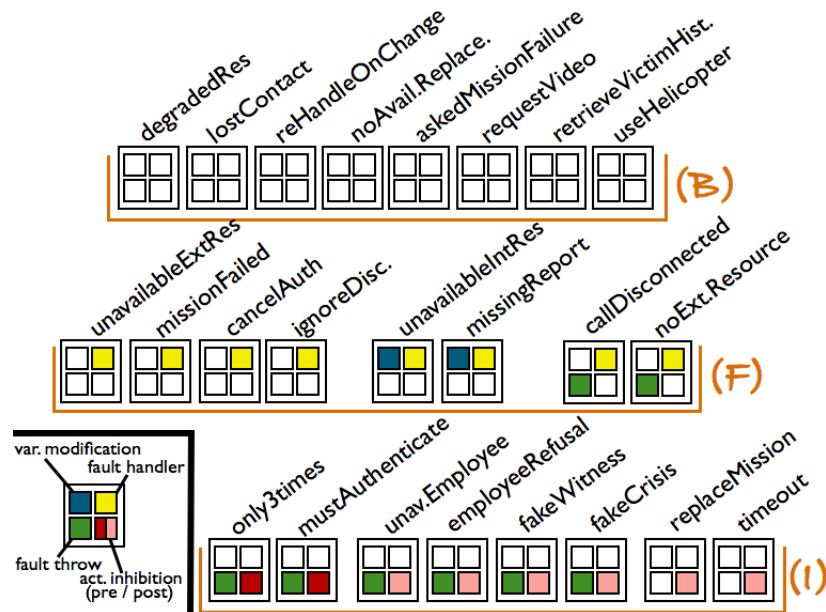 degradedRes
lostContact
reHandleOnChange
noAvail.Replace.
askedMissionFailure
requestVideo
retrieveVictimHist.
useHelicopter
(B)
unavailableExtRes
missionFailed
cancelAuth
ignoreDisc.
unavailableIntRes
missingReport
callDisconnected
noExt.Resource
(F)
var. modification
fault handler
fault throw
act. inhibition
(pre / post)
only3times
mustAuthenticate
unav.Employee
employeeRefusal
fakeWitness
fakeCrisis
replaceMission
timeout
(I)